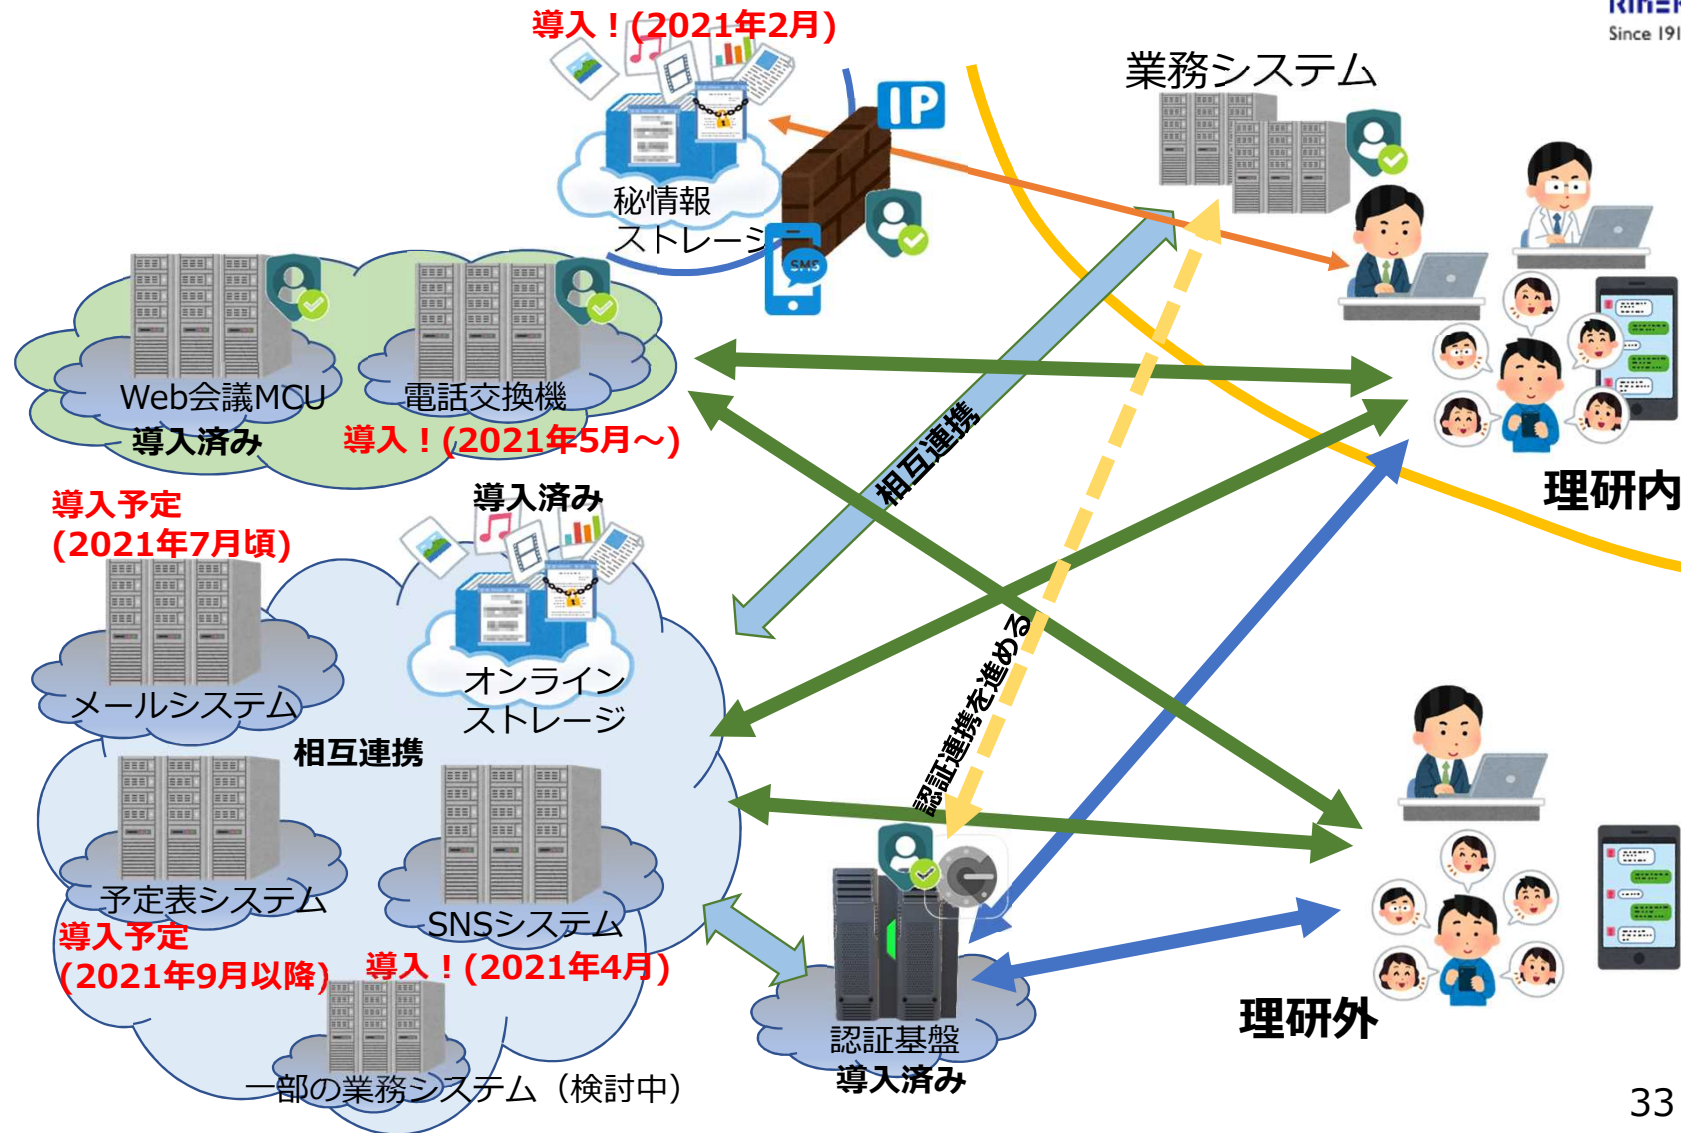 導入！(2021年2月)
Since 191
IP
業務システム
秘情報
ストレージ
SMS
Web会議MCU
導入済み
電話交換機
導入！(2021年5月～)
相互連携
理研内
導入予定
(2021年7月頃)
導入済み
メールシステム
オンライン
ストレージ
相互連携
認証連携を進める
予定表システム
導入予定
(2021年9月以降)
SNSシステム
導入！(2021年4月)
一部の業務システム（検討中）
認証基盤
導入済み
理研外
33